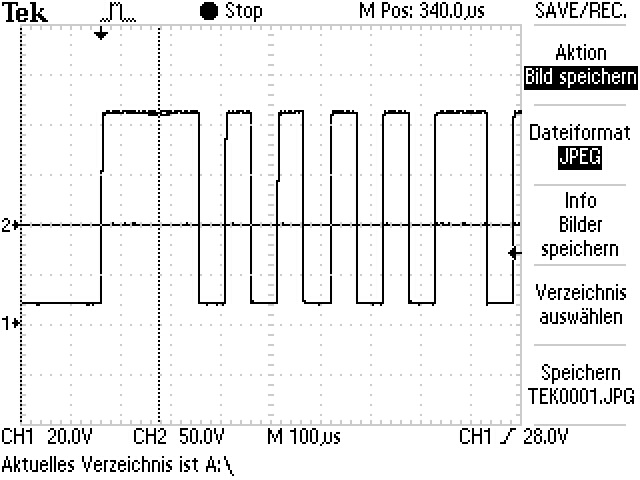 Tek Stop M Pos: 340.0µs SAVE/REC.
Aktion
Bild speichern
Dateiformat
JPEG
Info
Bilder
speichern
2
Verzeichnis
auswählen
1
Speichern
TEK0001.JPG
CH1 20.0V CH2 50.0V M 100µs CH1 28.0V
Aktuelles Verzeichnis ist A:\